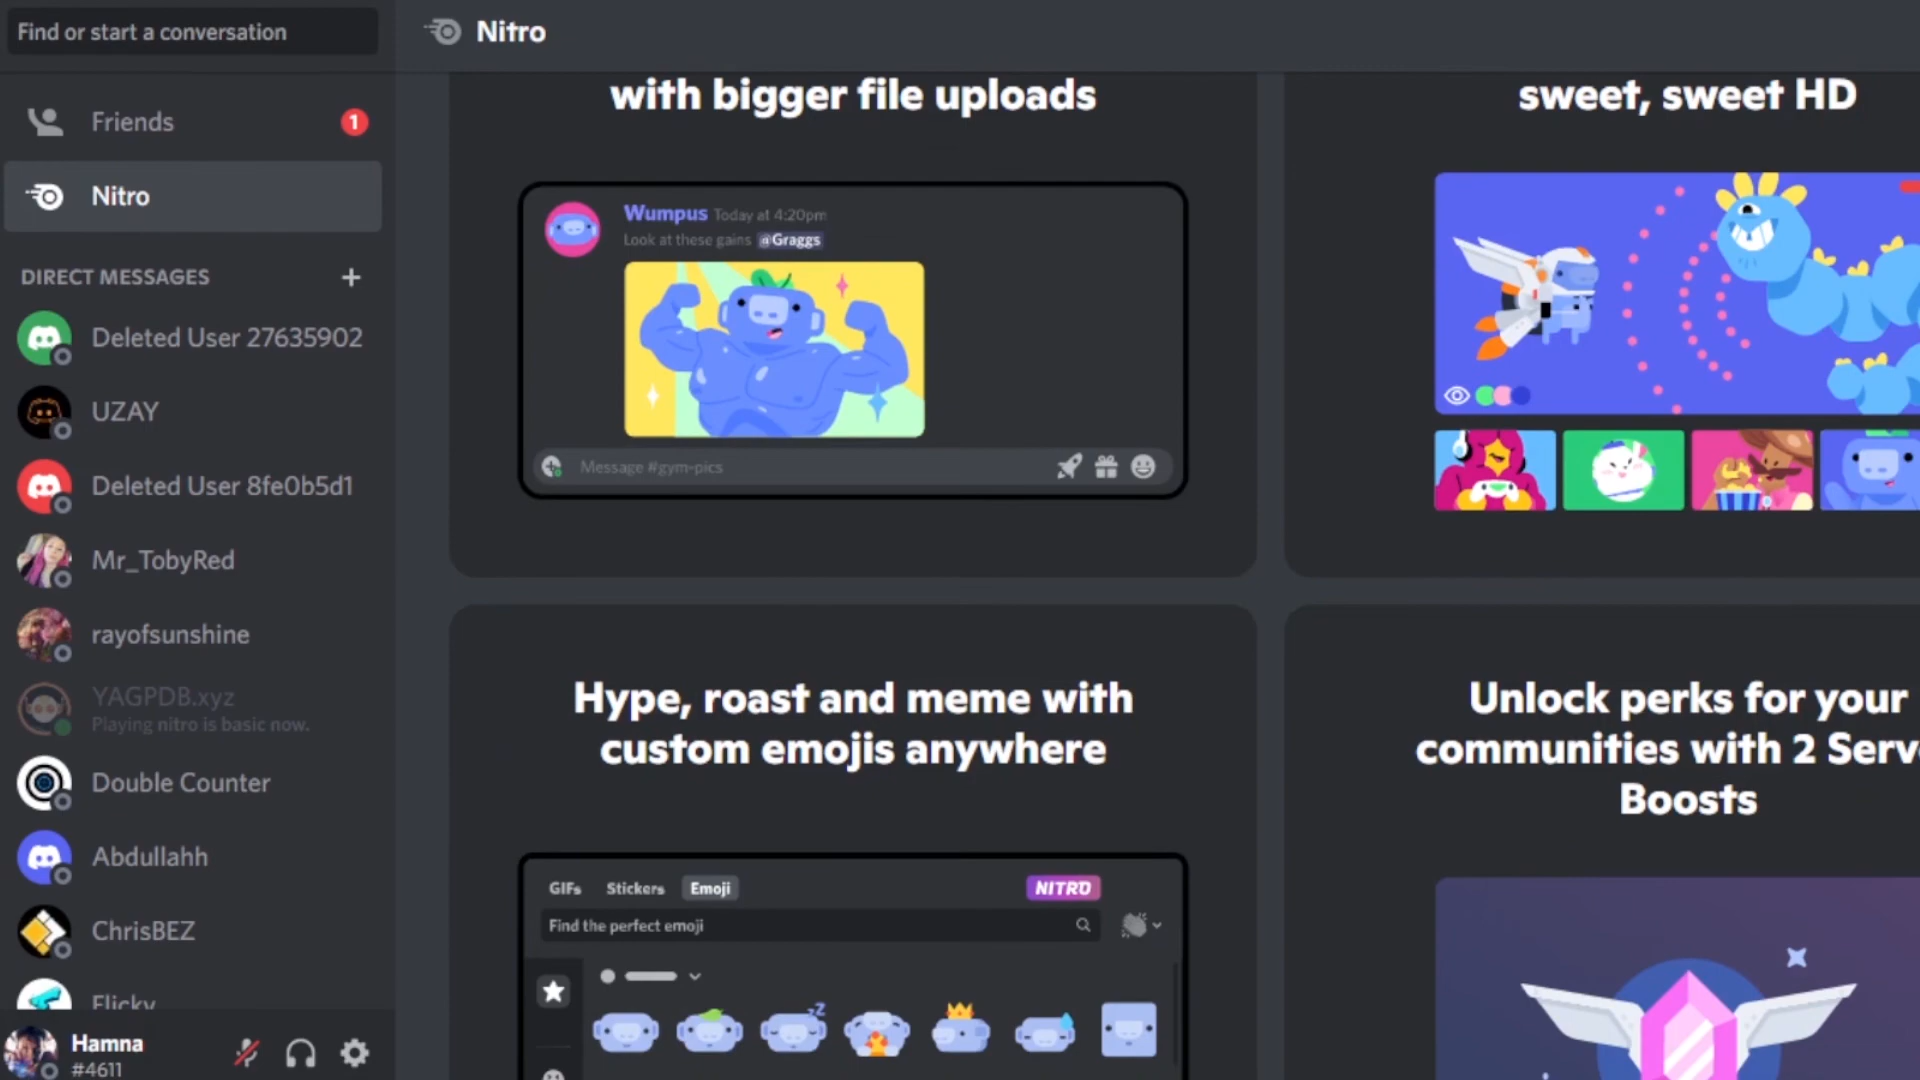 Find or start a conversation
Friends
1
Nitro
DIRECT MESSAGES
Deleted User 27635902
UZAY
Deleted User 8fe0b5d1
Mr_TobyRed
rayofsunshine
YAGPDB.xyz
Playing nitro is basic now.
Double Counter
Abdullahh
ChrisBEZ
Flicky
Hamna
#4611
Nitro
with bigger file uploads
Wumpus Today at 4:20pm
Look at these gains @Graggs
Message #gym-pics
sweet, sweet HD
Hype, roast and meme with
custom emojis anywhere
GIFs Stickers Emoji NITRO
Find the perfect emoji
Unlock perks for your
communities with 2 Serve
Boosts